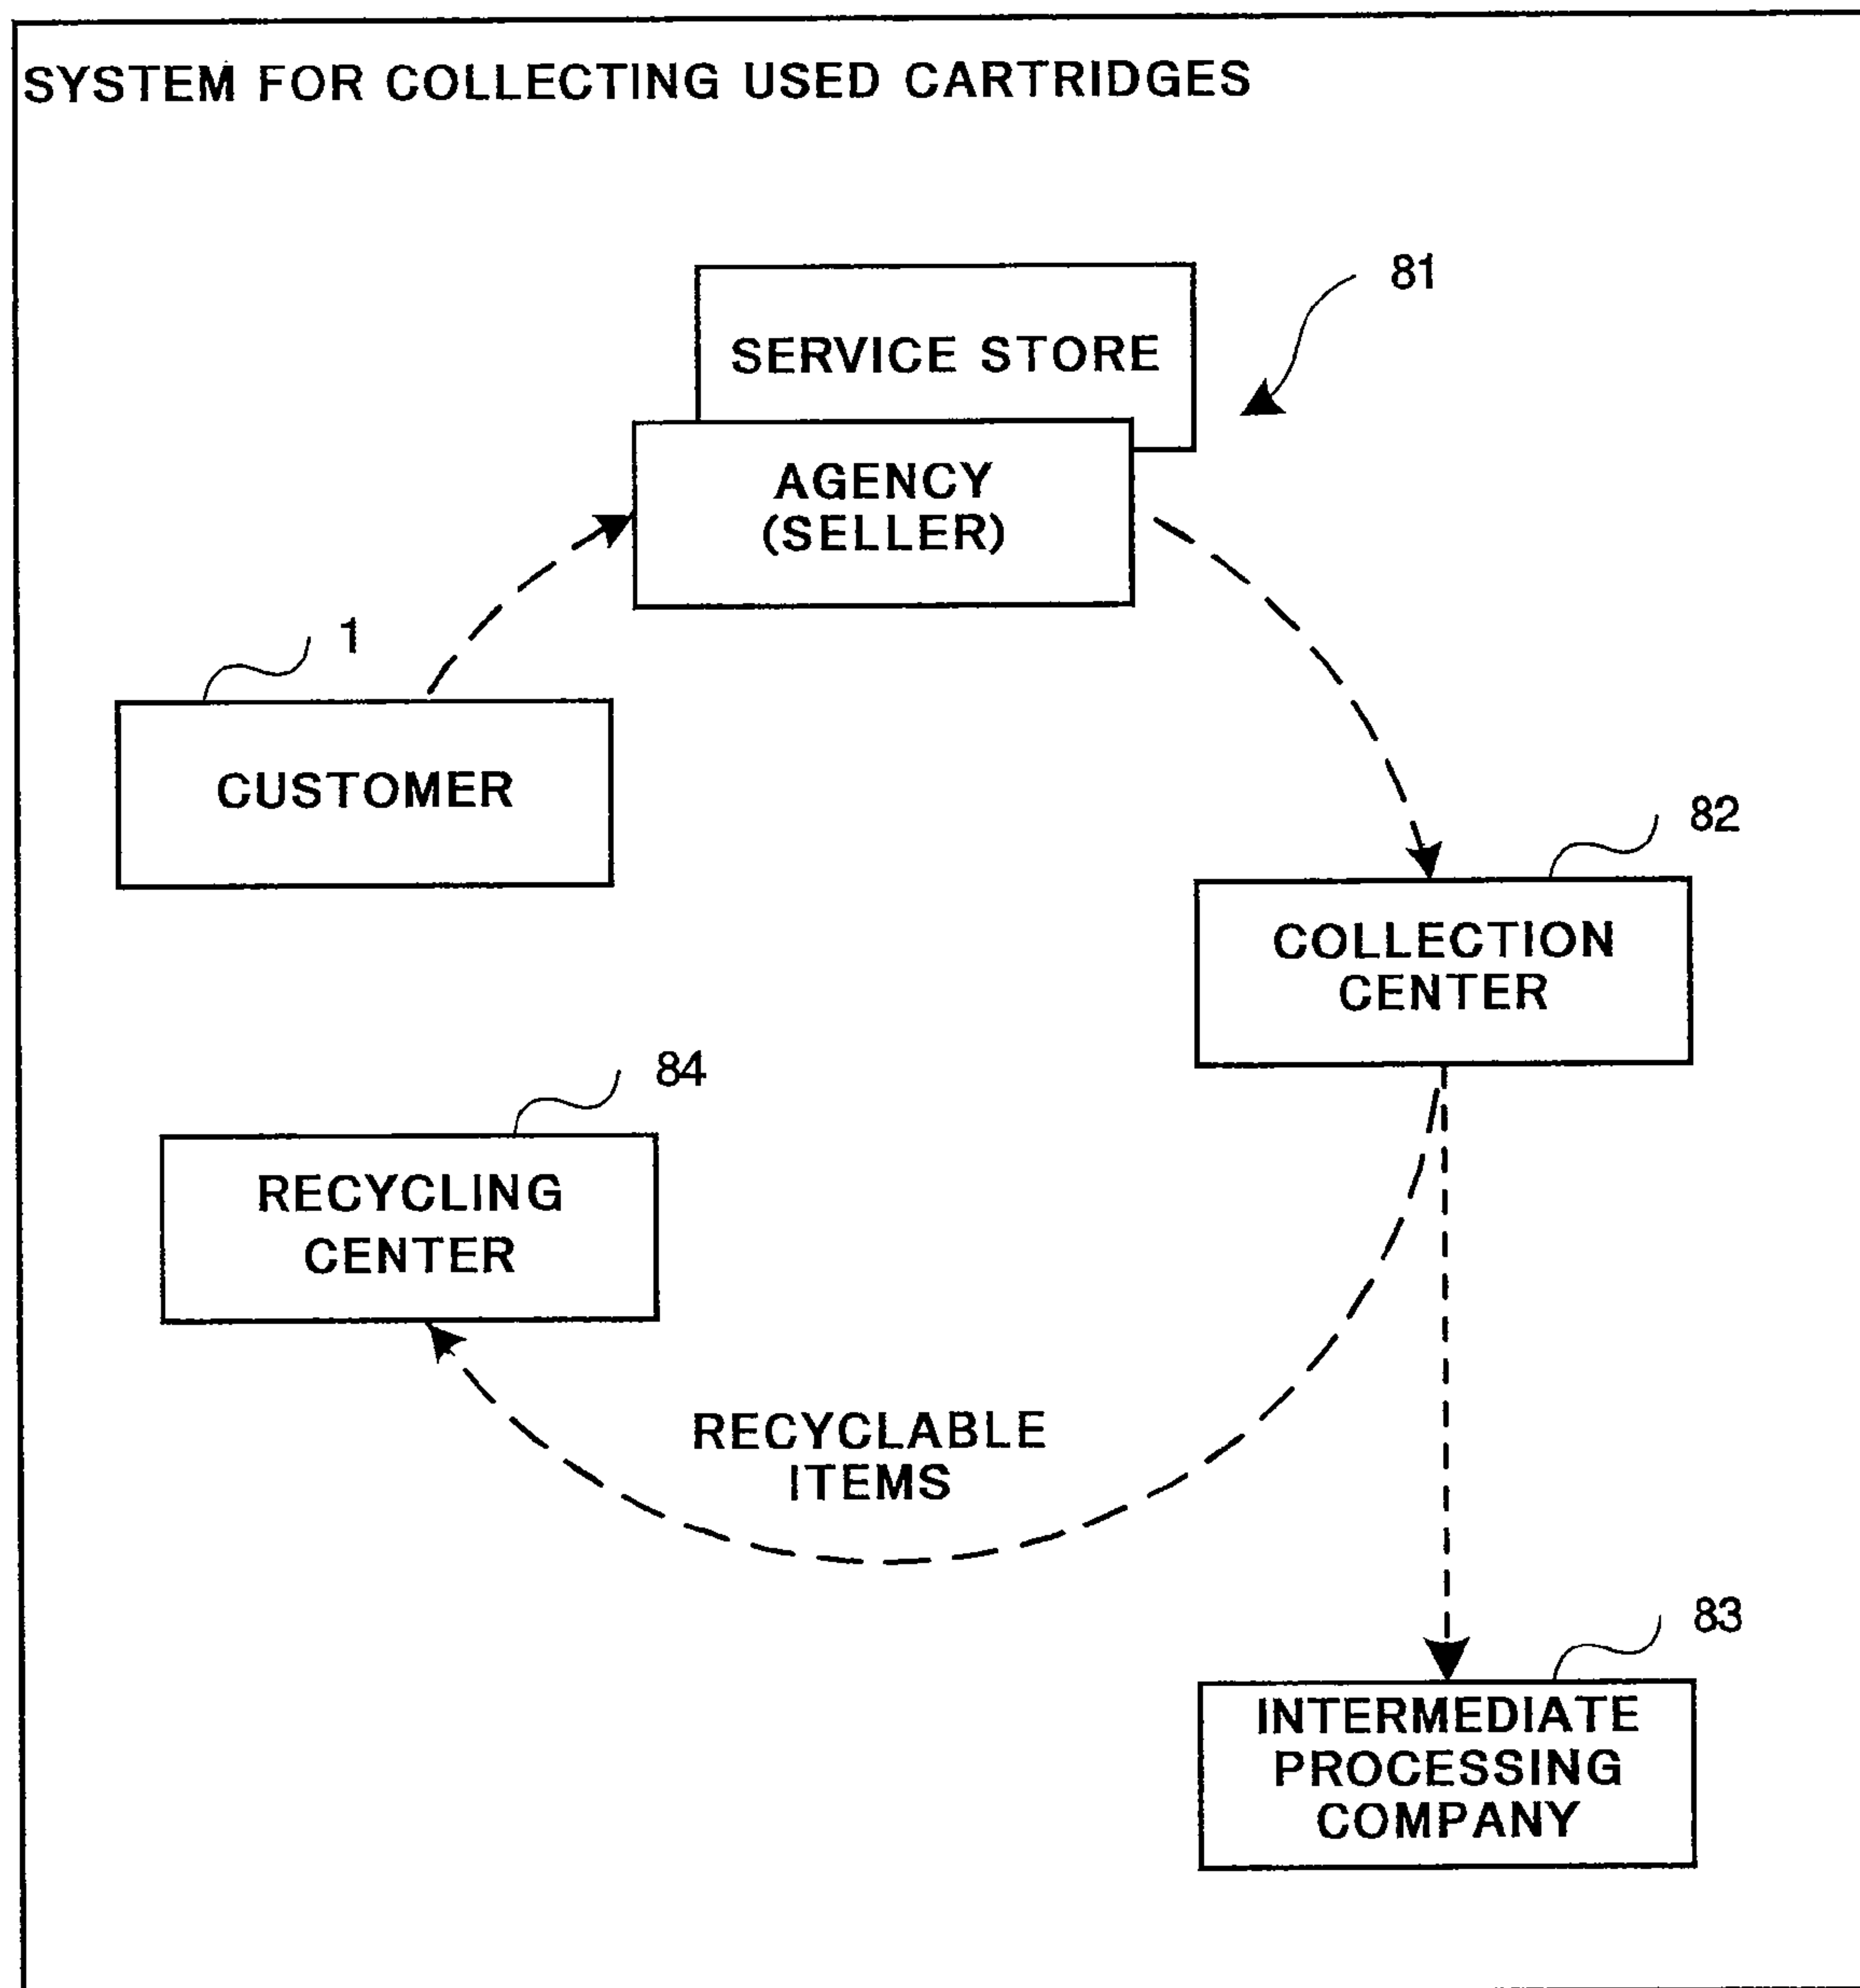 SYSTEM FOR COLLECTING USED CARTRIDGES
81
SERVICE STORE
AGENCY
(SELLER)
1
CUSTOMER
82
COLLECTION
CENTER
84
RECYCLING
CENTER
RECYCLABLE
ITEMS
83
INTERMEDIATE
PROCESSING
COMPANY